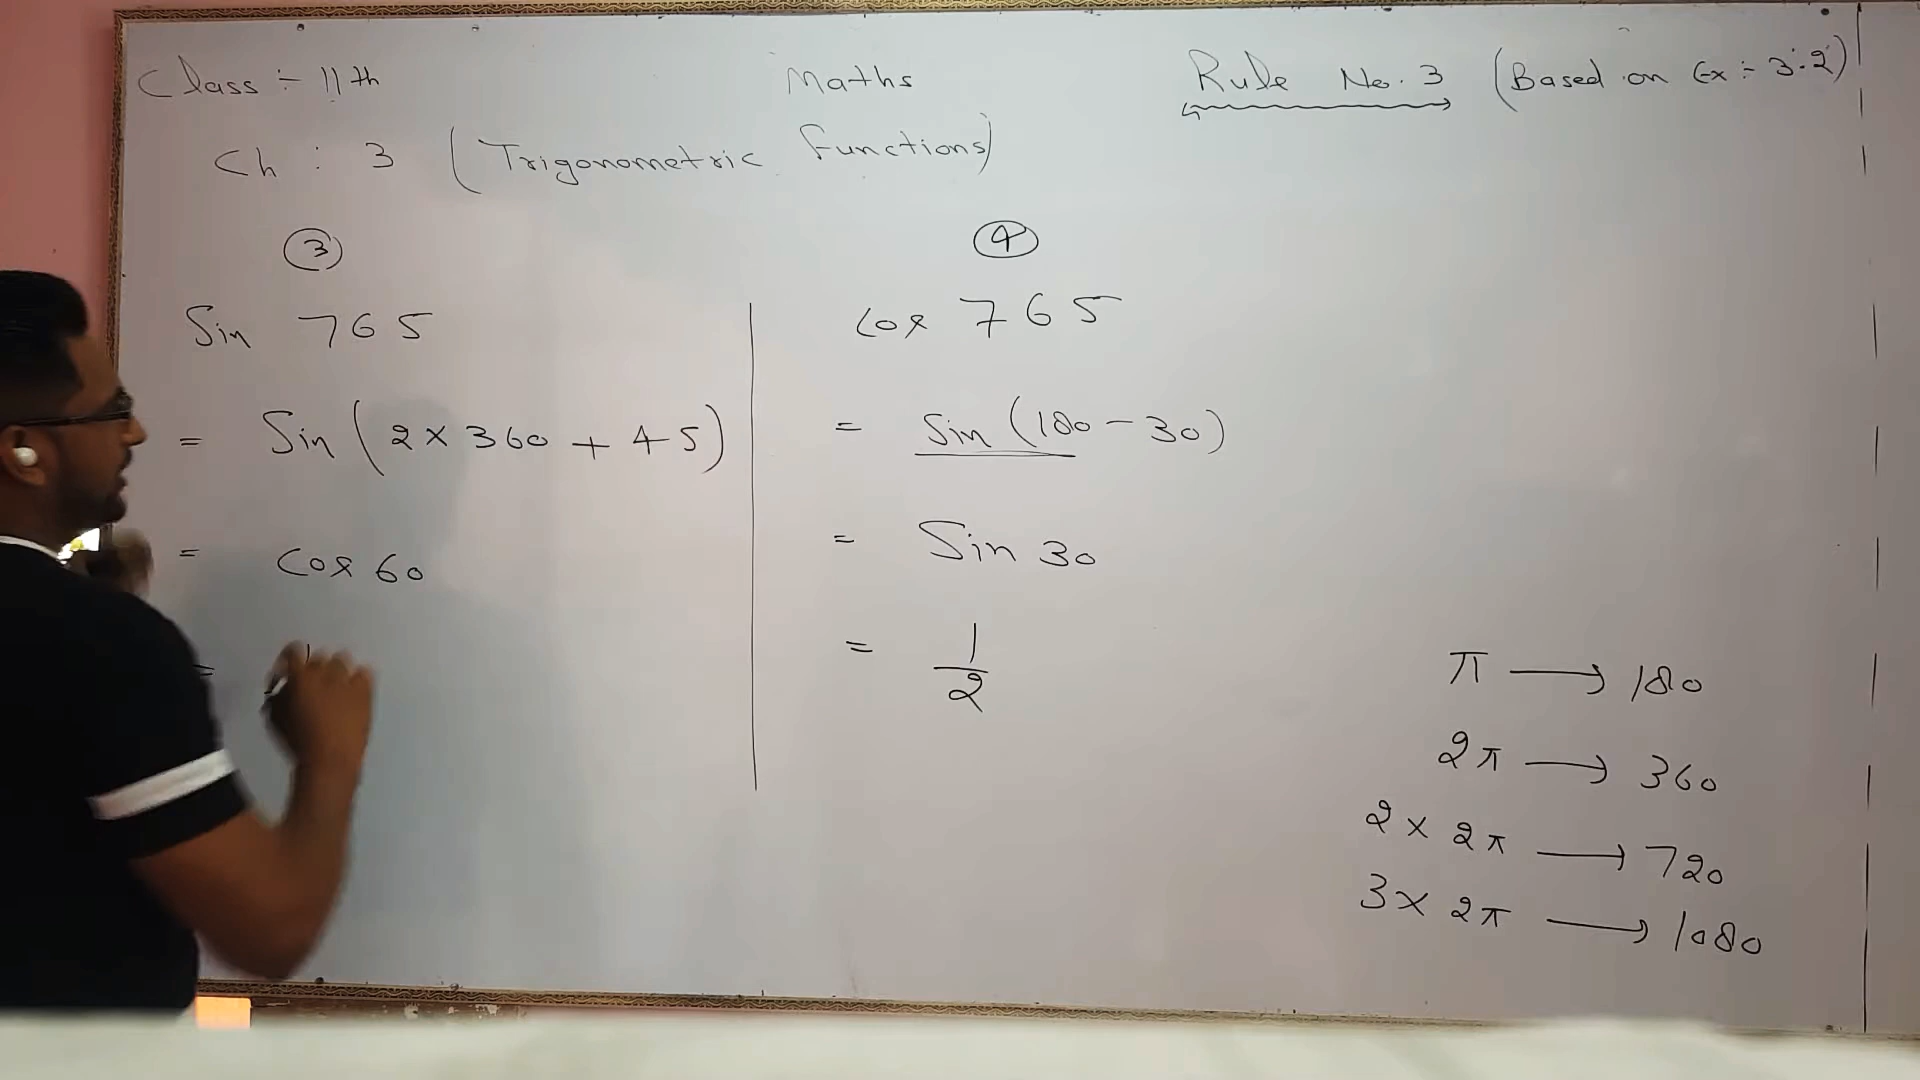 Class :- 11th Maths Rule No. 3 (Based on Ex :- 3.2)
Ch : 3 (Trigonometric Functions)
3
Sin 765
= Sin (2 × 360 + 45)
= Cos 60
=
4
Cos 765
= Sin (180 - 30)
= Sin 30
= 1/2
π → 180
2π → 360
2 × 2π → 720
3 × 2π → 1080